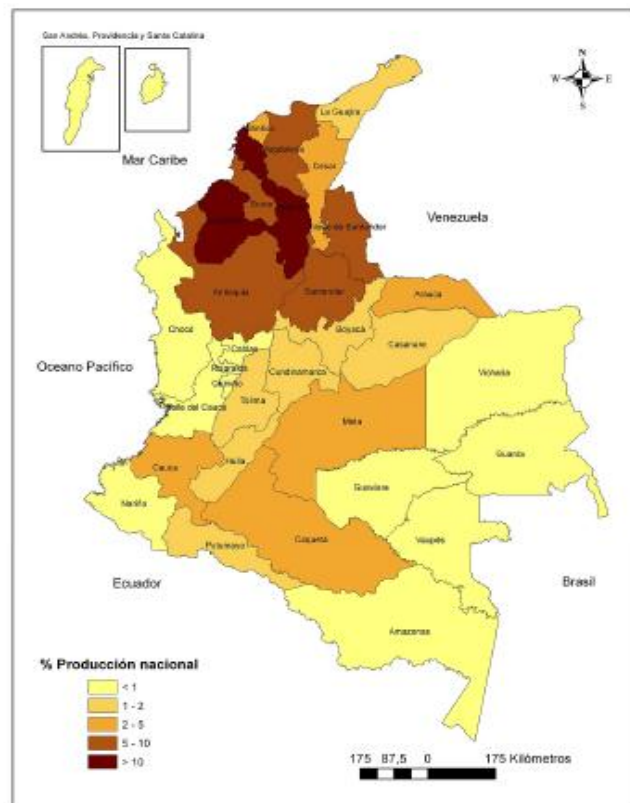 San Andrés, Providencia y Santa Catalina
N
W E
S
La Guajira
Mar Caribe
Cesar
Sucre
Venezuela
Norte de Santander
Antioquia
Santander
Arauca
Chocó
Boyacá
Casanare
Caldas
Oceano Pacífico
Risaralda
Cundinamarca
Vichada
Quindío
Tolima
Valle del Cauca
Meta
Guainía
Cauca
Huila
Guaviare
Nariño
Caquetá
Vaupés
Putumayo
Ecuador
Brasil
Amazonas
% Producción nacional
< 1
1 - 2
2 - 5
5 - 10
> 10
175 87,5 0 175 Kilómetros